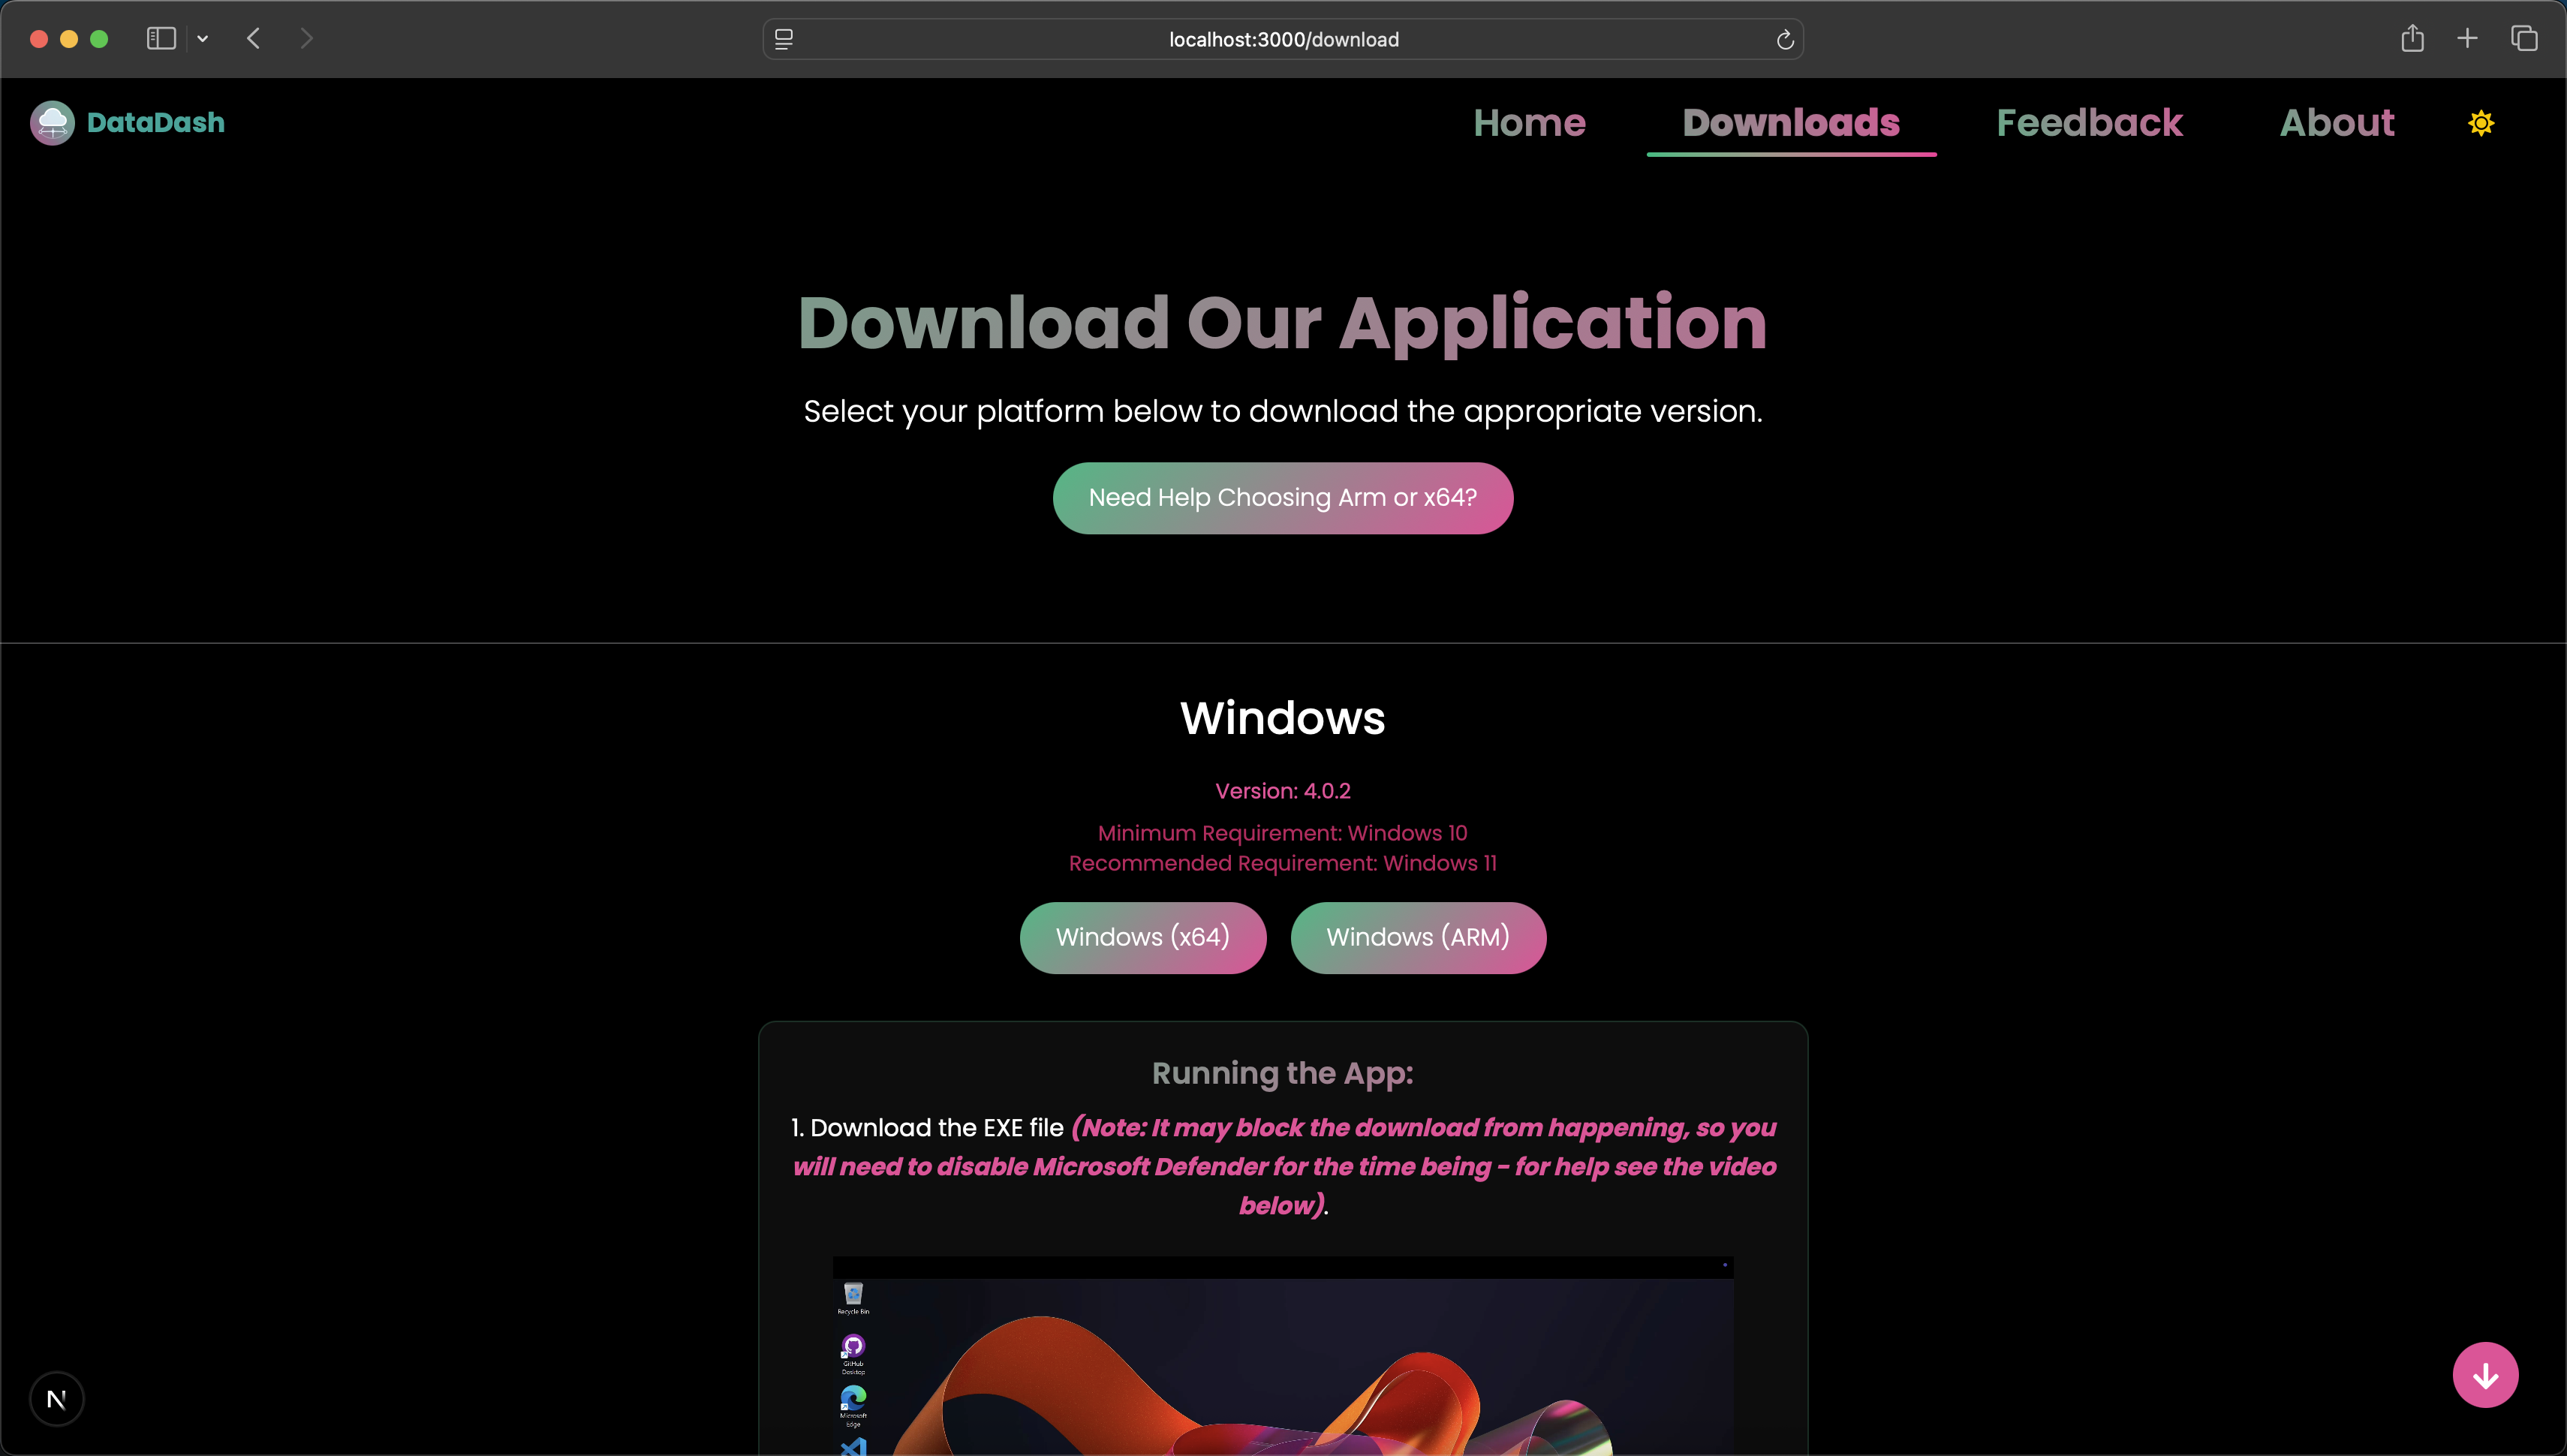 localhost:3000/download
DataDash
Home
Downloads
Feedback
About
Download Our Application
Select your platform below to download the appropriate version.
Need Help Choosing Arm or x64?
Windows
Version: 4.0.2
Minimum Requirement: Windows 10
Recommended Requirement: Windows 11
Windows (x64)
Windows (ARM)
Running the App:
1. Download the EXE file (Note: It may block the download from happening, so you
will need to disable Microsoft Defender for the time being - for help see the video
below).
Recycle Bin
GitHub
Desktop
Microsoft
Edge
N